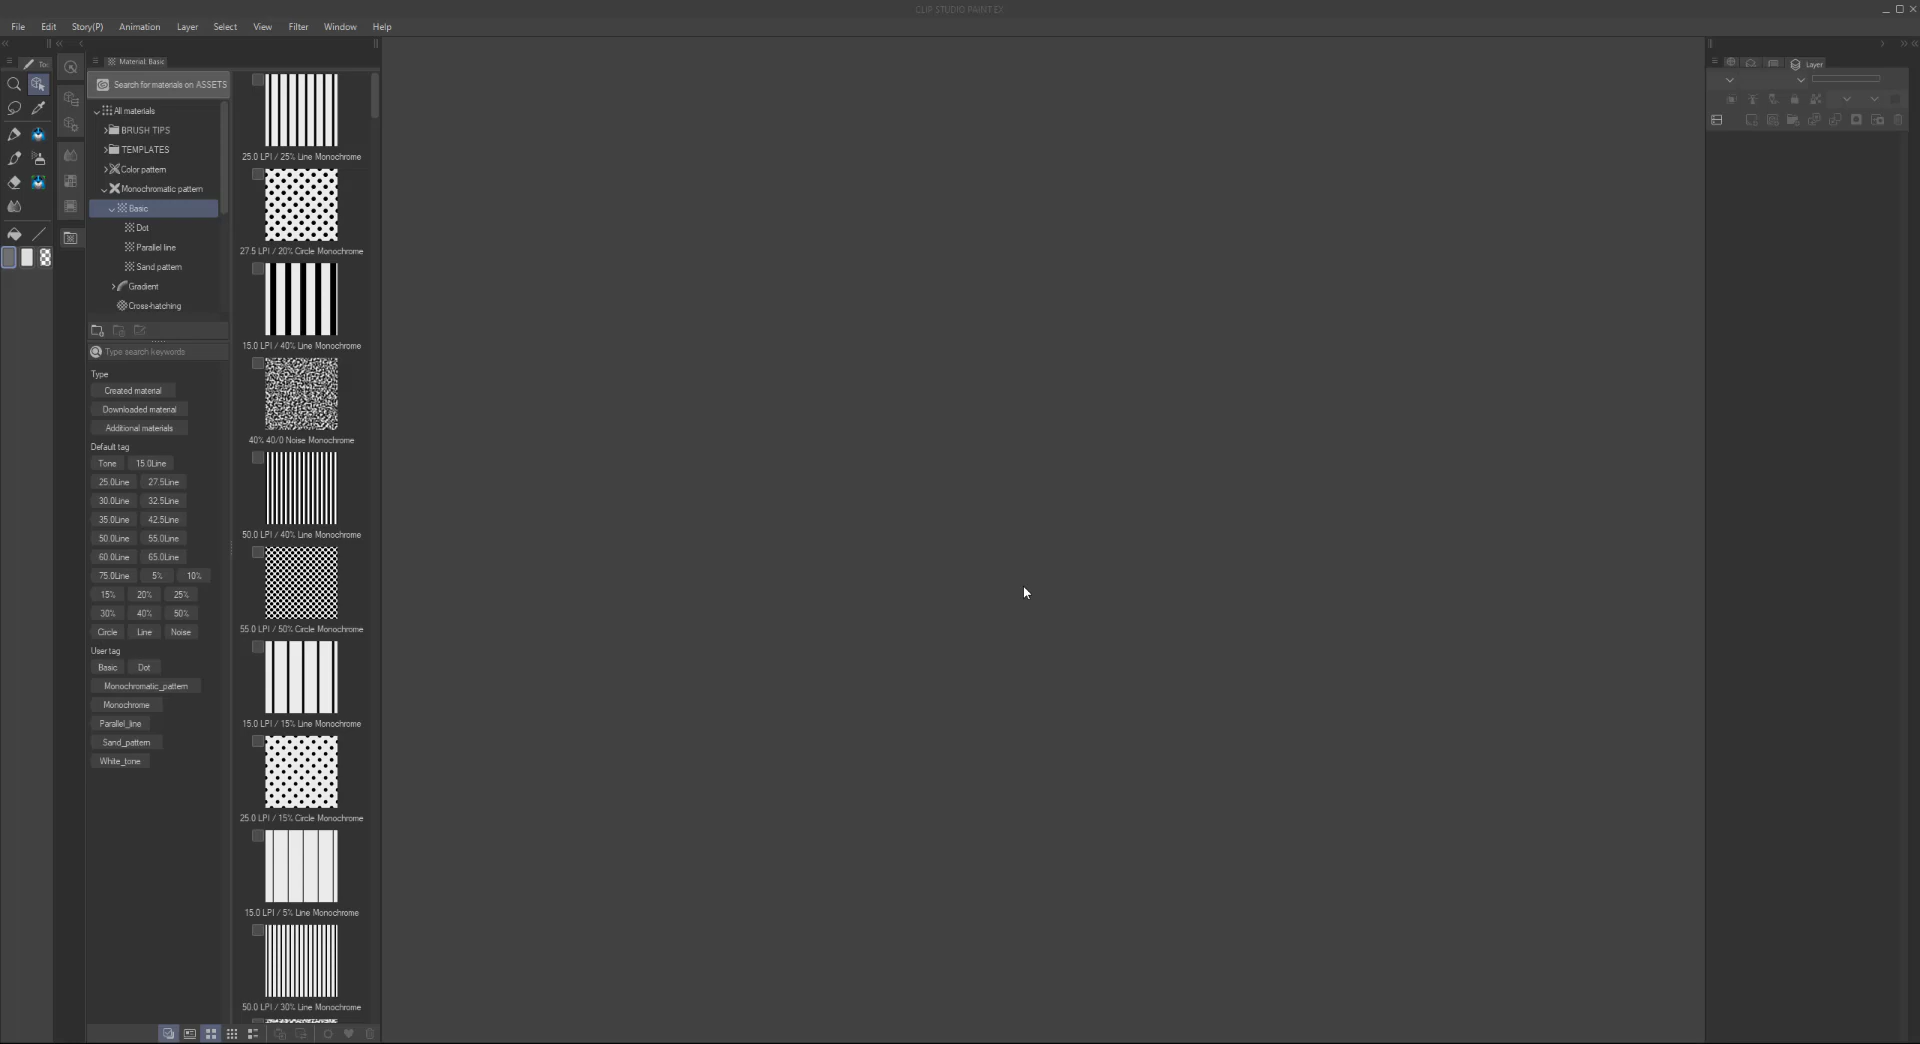 CLIP STUDIO PAINT EX
File Edit Story(P) Animation Layer Select View Filter Window Help
Material: Basic
Layer
Search for materials on ASSETS
All materials
BRUSH TIPS
TEMPLATES
Color pattern
Monochromatic pattern
Basic
Dot
Parallel line
Sand pattern
Gradient
Cross-hatching
Type search keywords
Type
Created material
Downloaded material
Additional materials
Default tag
Tone 15.0Line
25.0Line 27.5Line
30.0Line 32.5Line
35.0Line 42.5Line
50.0Line 55.0Line
60.0Line 65.0Line
75.0Line 5% 10%
15% 20% 25%
30% 40% 50%
Circle Line Noise
User tag
Basic Dot
Monochromatic_pattern
Monochrome
Parallel_line
Sand_pattern
White_tone
25.0 LPI / 25% Line Monochrome
27.5 LPI / 20% Circle Monochrome
15.0 LPI / 40% Line Monochrome
40% 40/0 Noise Monochrome
50.0 LPI / 40% Line Monochrome
55.0 LPI / 50% Circle Monochrome
15.0 LPI / 15% Line Monochrome
25.0 LPI / 15% Circle Monochrome
15.0 LPI / 5% Line Monochrome
50.0 LPI / 30% Line Monochrome